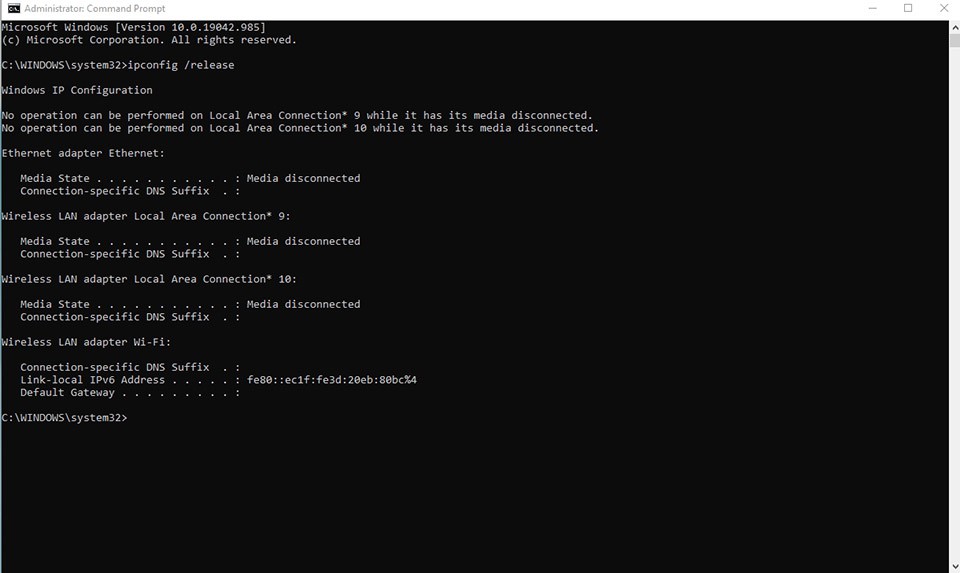 Administrator: Command Prompt
Microsoft Windows [Version 10.0.19042.985]
(c) Microsoft Corporation. All rights reserved.
C:\WINDOWS\system32>ipconfig /release
Windows IP Configuration
No operation can be performed on Local Area Connection* 9 while it has its media disconnected.
No operation can be performed on Local Area Connection* 10 while it has its media disconnected.
Ethernet adapter Ethernet:
Media State . . . . . . . . . . . : Media disconnected
Connection-specific DNS Suffix  . :
Wireless LAN adapter Local Area Connection* 9:
Media State . . . . . . . . . . . : Media disconnected
Connection-specific DNS Suffix  . :
Wireless LAN adapter Local Area Connection* 10:
Media State . . . . . . . . . . . : Media disconnected
Connection-specific DNS Suffix  . :
Wireless LAN adapter Wi-Fi:
Connection-specific DNS Suffix  . :
Link-local IPv6 Address . . . . . : fe80::ec1f:fe3d:20eb:80bc%4
Default Gateway . . . . . . . . . :
C:\WINDOWS\system32>